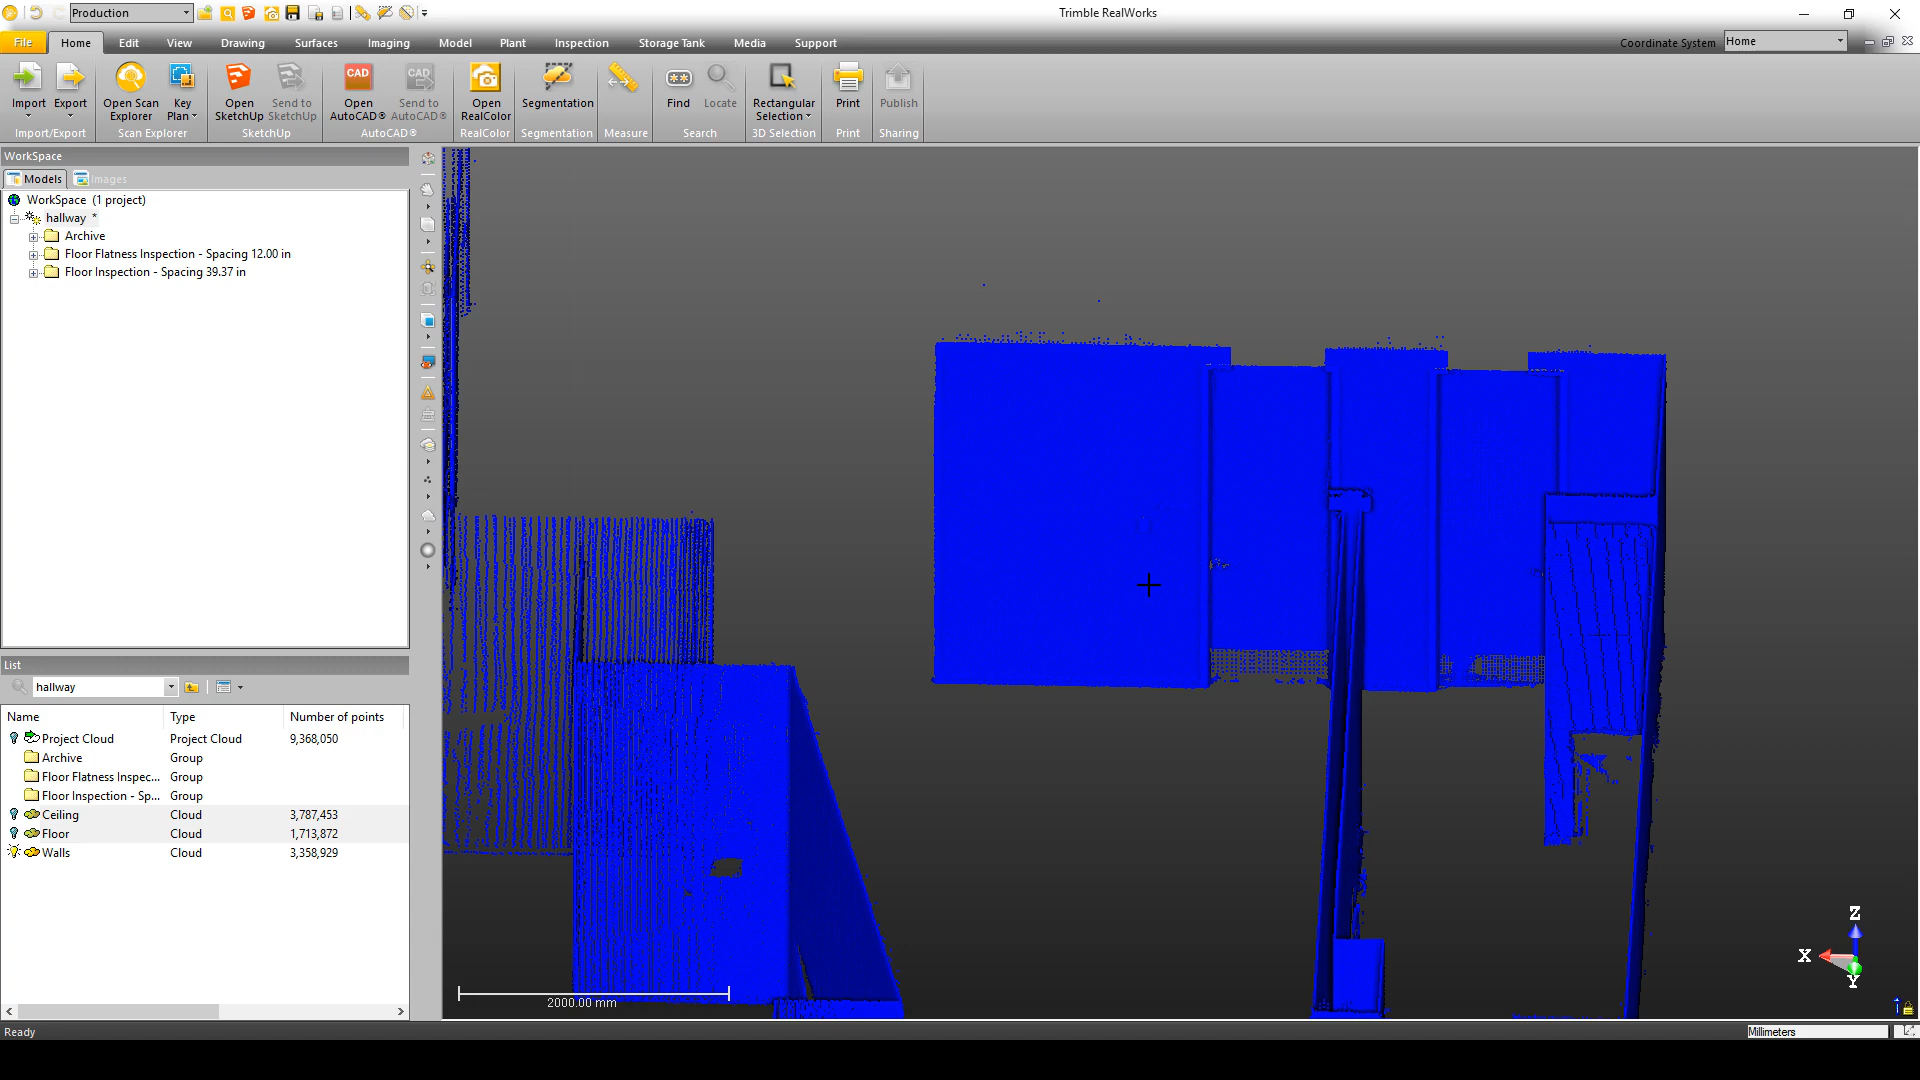 Production
Trimble RealWorks
File Home Edit View Drawing Surfaces Imaging Model Plant Inspection Storage Tank Media Support
Coordinate System Home
Import Export Open Scan Explorer Key Plan Open SketchUp Send to SketchUp Open AutoCAD® Send to AutoCAD® Open RealColor Segmentation Find Locate Rectangular Selection Print Publish
Import/Export Scan Explorer SketchUp AutoCAD® RealColor Segmentation Measure Search 3D Selection Print Sharing
WorkSpace
Models Images
WorkSpace (1 project)
hallway *
Archive
Floor Flatness Inspection - Spacing 12.00 in
Floor Inspection - Spacing 39.37 in
List
hallway
Name Type Number of points
Project Cloud Project Cloud 9,368,050
Archive Group
Floor Flatness Inspec... Group
Floor Inspection - Sp... Group
Ceiling Cloud 3,787,453
Floor Cloud 1,713,872
Walls Cloud 3,358,929
CAD CAD
Z
X
Y
2000.00 mm
Ready
Millimeters